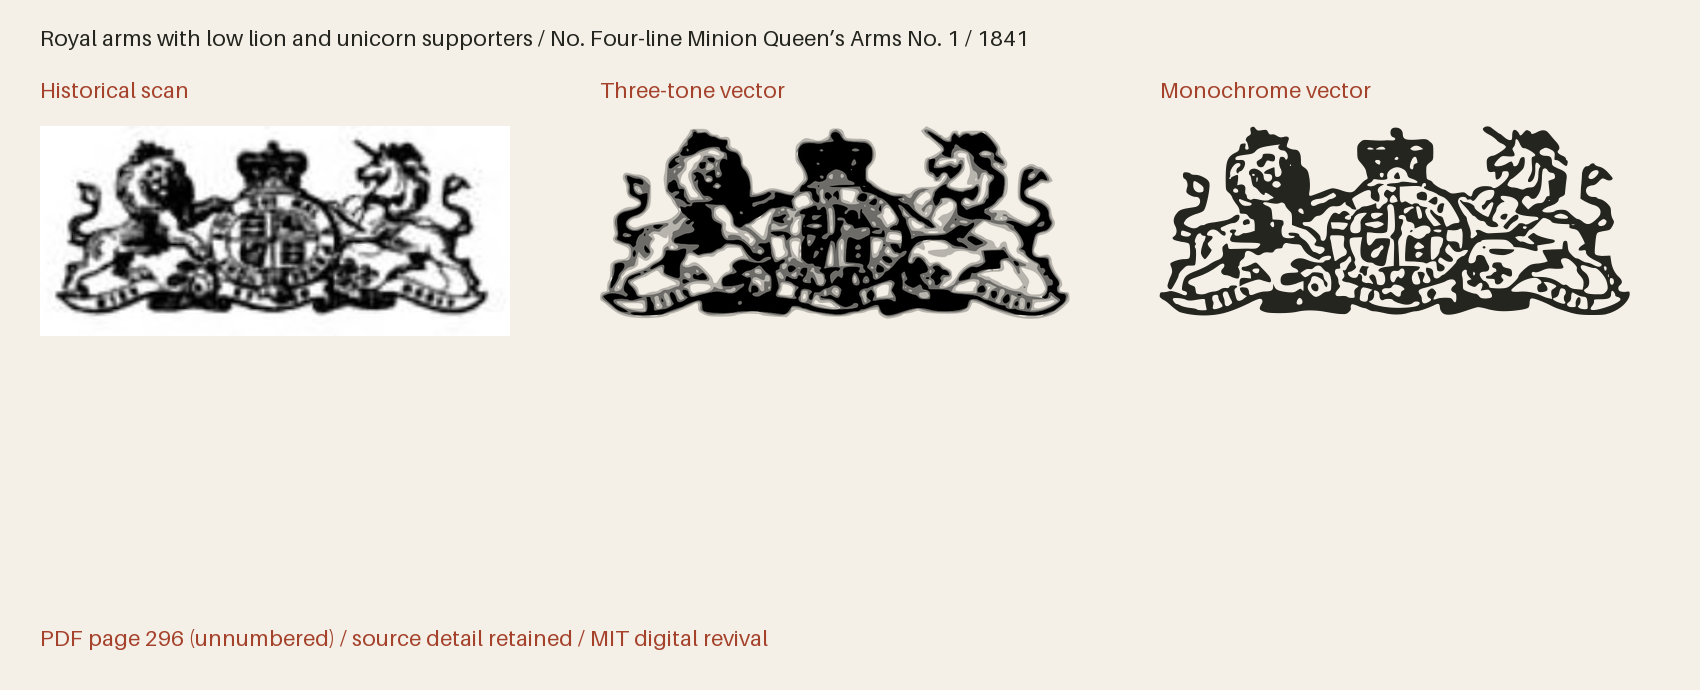 Royal arms with low lion and unicorn supporters / No. Four-line Minion Queen’s Arms No. 1 / 1841
Historical scan
Three-tone vector
Monochrome vector
PDF page 296 (unnumbered) / source detail retained / MIT digital revival